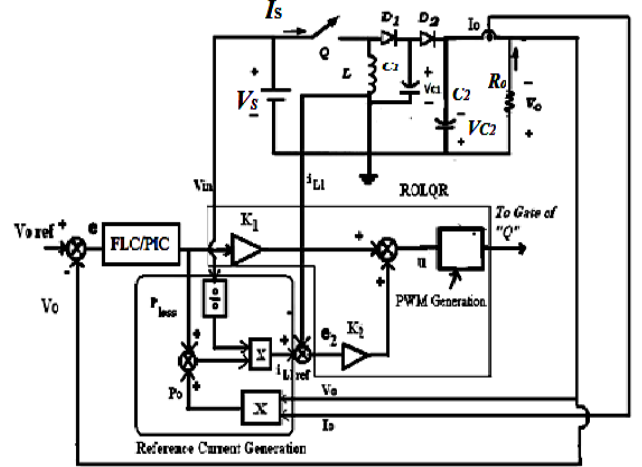 Is
D1
D2
Io
Q
L
C1
VC1
C2
VC2
Ro
Vo
Vs
Vin
iL1
ROLQR
To Gate of
"Q"
Vo ref
e
FLC/PIC
K1
u
PWM Generation
Vo
Ploss
e2
K2
X
iL1ref
Po
X
Vo
Io
Reference Current Generation